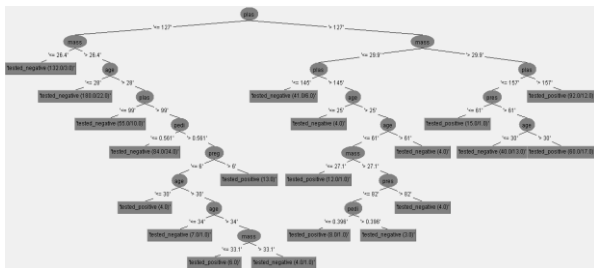 plas
'<= 127' '> 127'
mass mass
'<= 26.4' '> 26.4' '<= 29.9' '> 29.9'
'tested_negative (132.0/3.0)' age plas plas
'<= 28' '> 28' '<= 145' '> 145' '<= 157' '> 157'
'tested_negative (180.0/22.0)' plas 'tested_negative (41.0/6.0)' age pres 'tested_positive (92.0/12.0)'
'<= 99' '> 99' '<= 25' '> 25' '<= 61' '> 61'
'tested_negative (55.0/10.0)' pedi 'tested_negative (4.0)' age 'tested_positive (15.0/1.0)' age
'<= 0.561' '> 0.561' '<= 61' '> 61' '<= 30' '> 30'
'tested_negative (84.0/34.0)' preg mass 'tested_negative (4.0)' 'tested_negative (40.0/13.0)' 'tested_positive (60.0/17.0)'
'<= 6' '> 6' '<= 27.1' '> 27.1'
age 'tested_positive (13.0)' 'tested_positive (12.0/1.0)' pres
'<= 30' '> 30' '<= 82' '> 82'
'tested_positive (4.0)' age pedi 'tested_negative (4.0)'
'<= 34' '> 34' '<= 0.396' '> 0.396'
'tested_negative (7.0/1.0)' mass 'tested_positive (8.0/1.0)' 'tested_negative (3.0)'
'<= 33.1' '> 33.1'
'tested_positive (6.0)' 'tested_negative (4.0/1.0)'